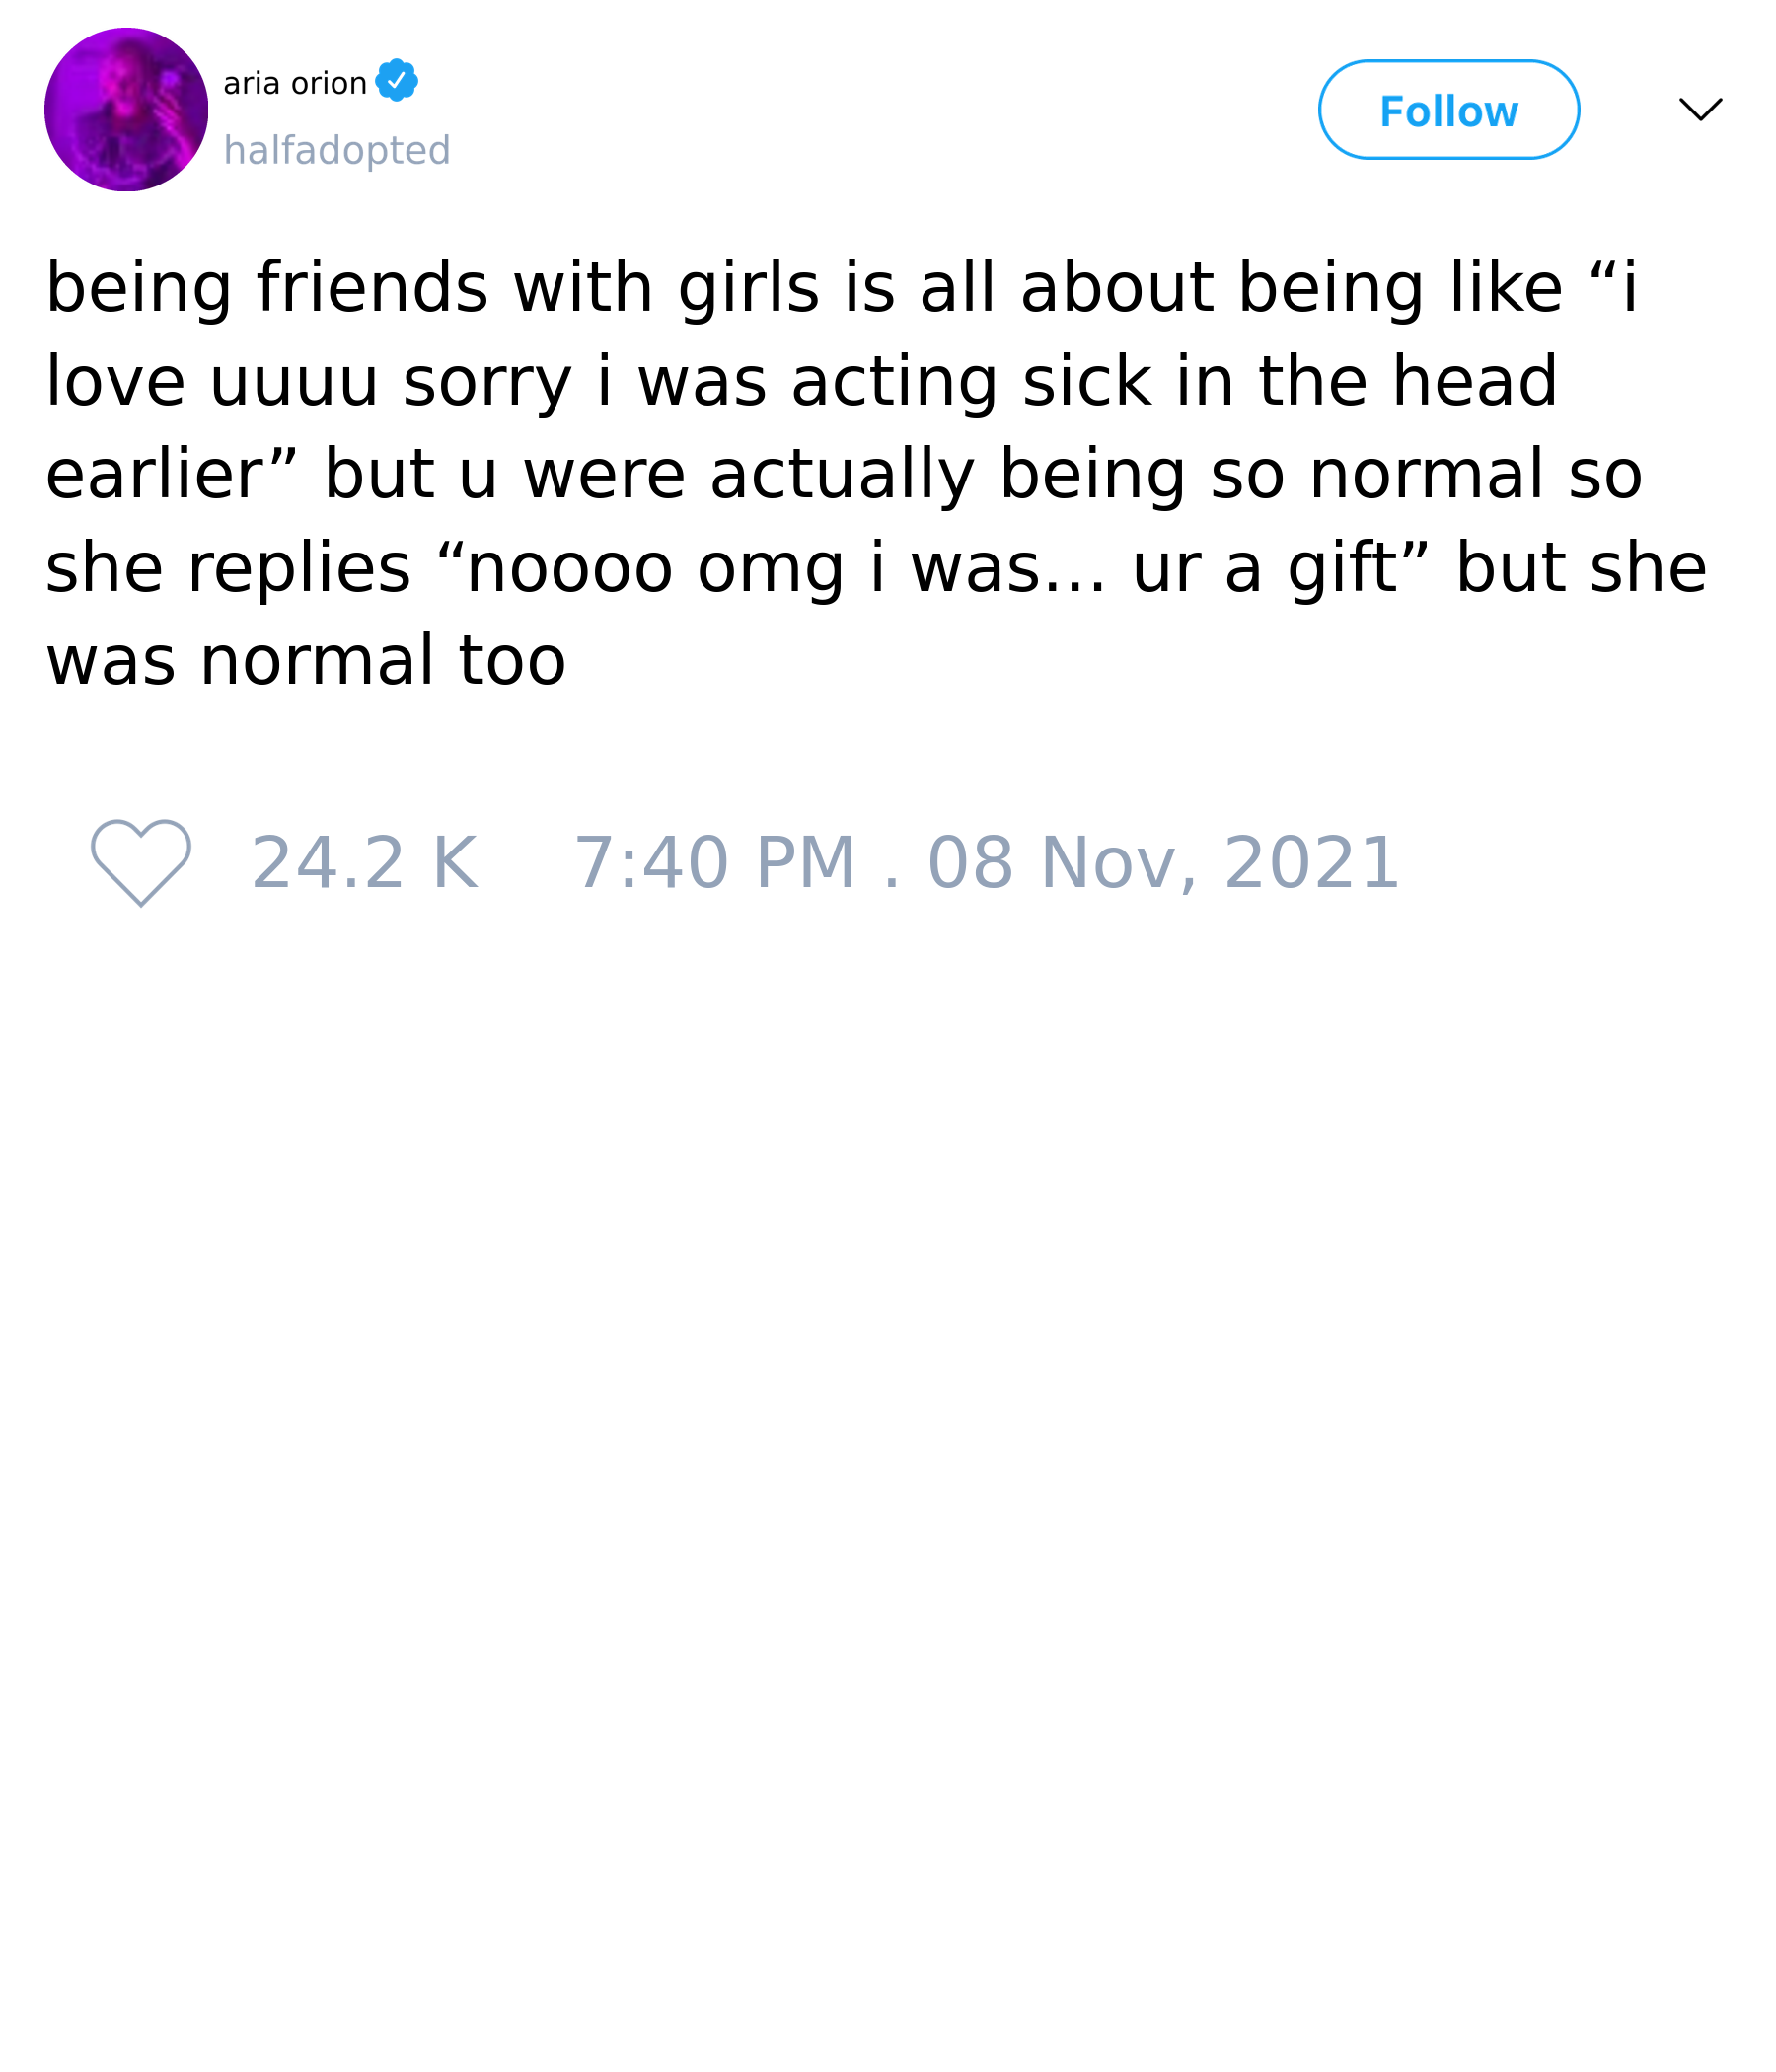 aria orion
halfadopted
Follow
being friends with girls is all about being like “i
love uuuu sorry i was acting sick in the head
earlier” but u were actually being so normal so
she replies “noooo omg i was... ur a gift” but she
was normal too
24.2 K 7:40 PM . 08 Nov, 2021